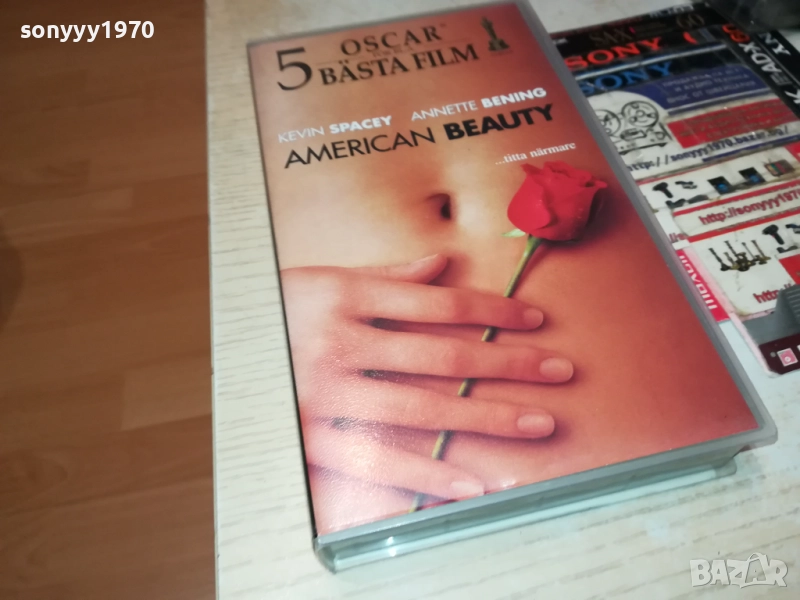 sonyyy1970
5 OSCAR
BÄSTA FILM
KEVIN SPACEY ANNETTE BENING
AMERICAN BEAUTY
...titta närmare
SONY
SONY
http://sonyyy1970.bazar.bg/
http://sonyyy1970
BAZAR